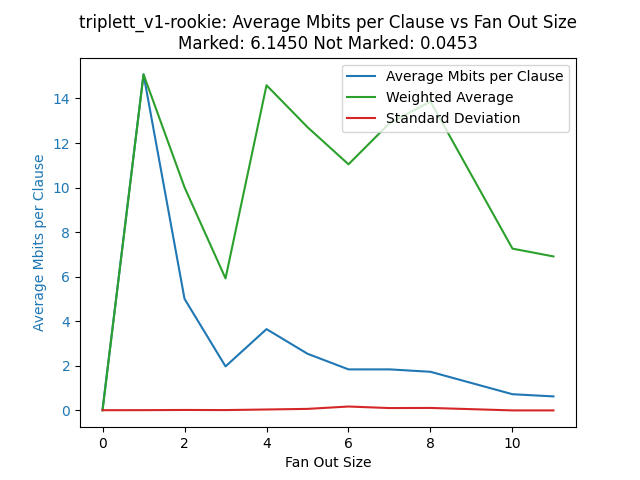 triplett_v1-rookie: Average Mbits per Clause vs Fan Out Size
Marked: 6.1450 Not Marked: 0.0453
Average Mbits per Clause
Weighted Average
Standard Deviation
Average Mbits per Clause
14
12
10
8
6
4
2
0
0 2 4 6 8 10
Fan Out Size